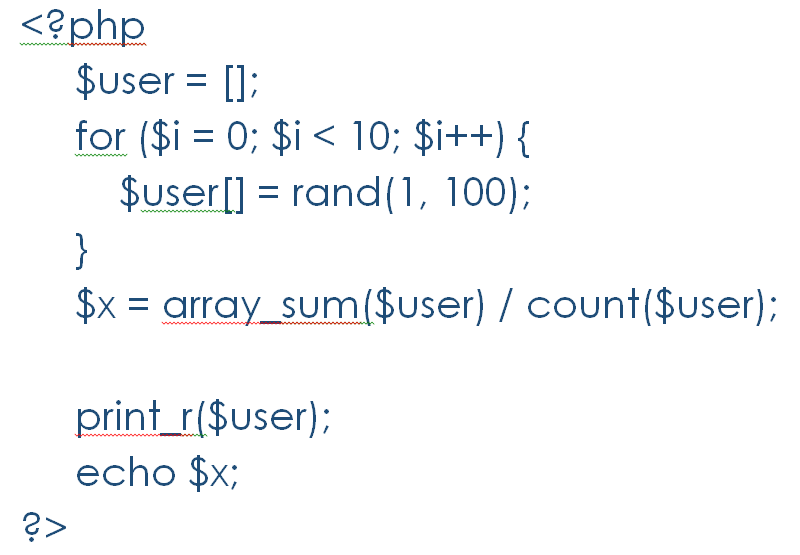 <?php
$user = [];
for ($i = 0; $i < 10; $i++) {
$user[] = rand(1, 100);
}
$x = array_sum($user) / count($user);
print_r($user);
echo $x;
?>